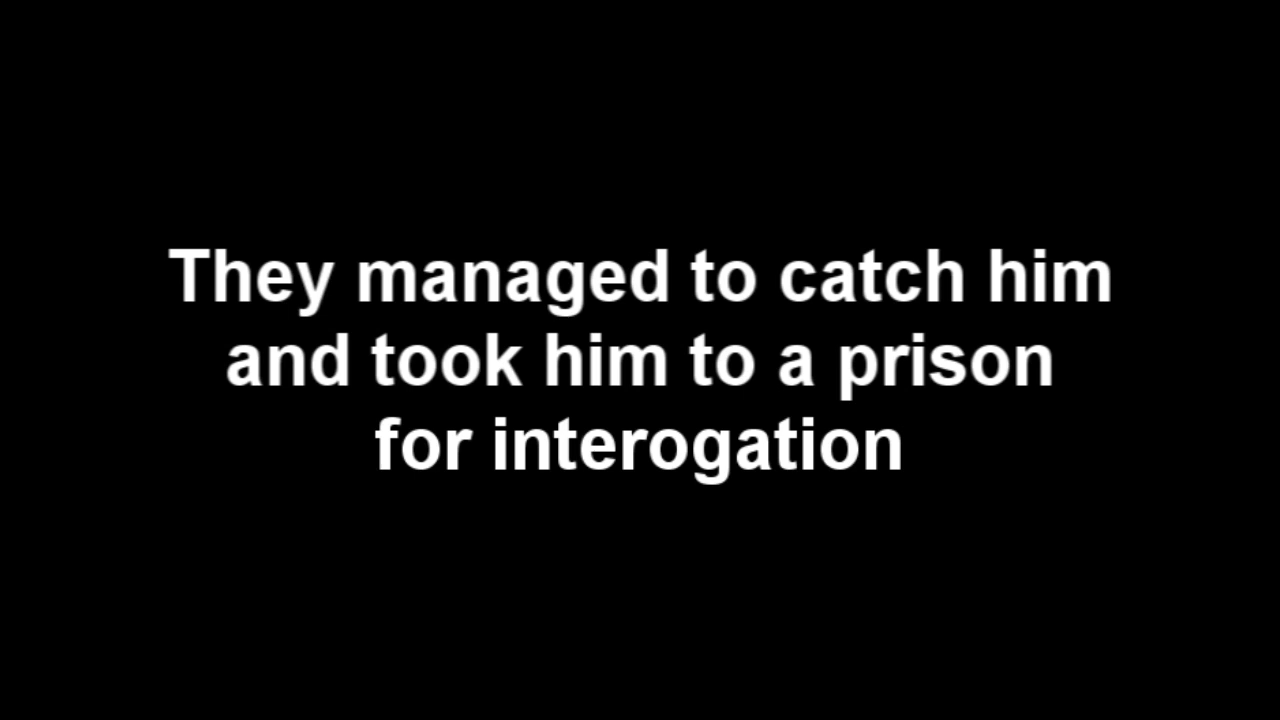 They managed to catch him
and took him to a prison
for interogation